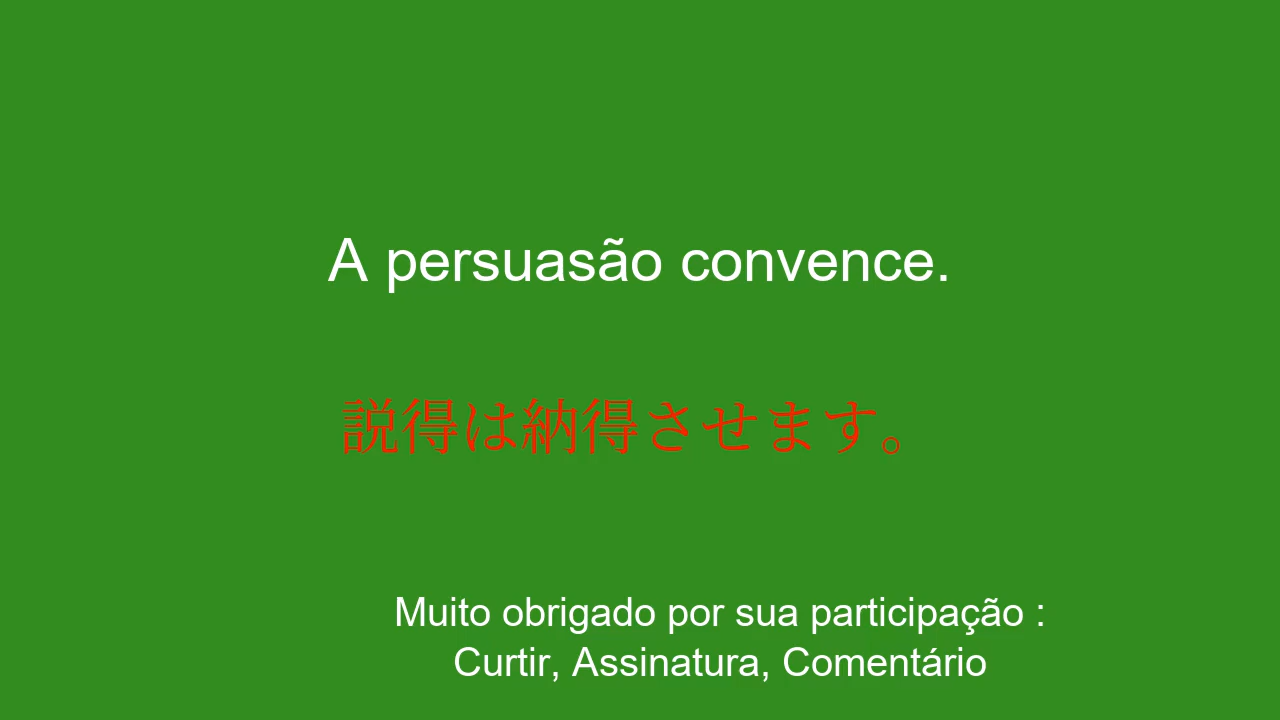 A persuasão convence.
説得は納得させます。
Muito obrigado por sua participação :
Curtir, Assinatura, Comentário